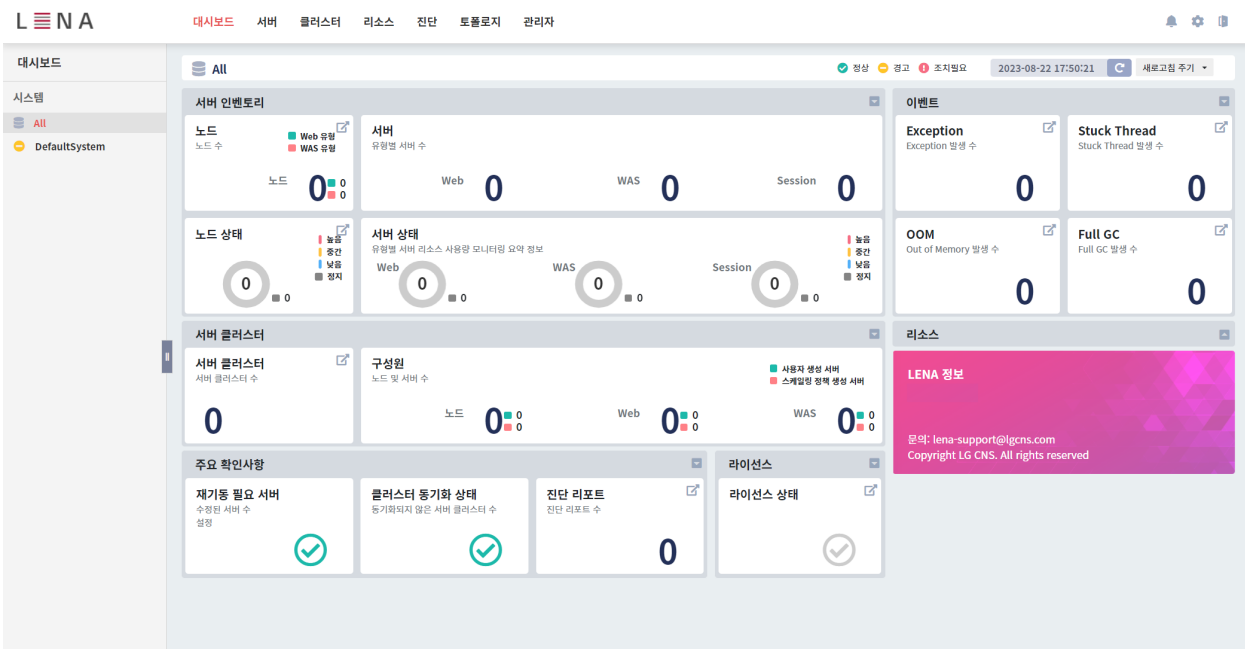 LENA
대시보드 서버 클러스터 리소스 진단 토폴로지 관리자
대시보드
시스템
All
DefaultSystem
All
정상 경고 조치필요
2023-08-22 17:50:21
새로고침 주기
서버 인벤토리
노드
노드 수
Web 유형
WAS 유형
노드 0 0
0
서버
유형별 서버 수
Web 0 WAS 0 Session 0
노드 상태
높음
중간
낮음
정지
0 0
서버 상태
유형별 서버 리소스 사용량 모니터링 요약 정보
높음
중간
낮음
정지
Web 0 0 WAS 0 0 Session 0 0
이벤트
Exception
Exception 발생 수
0
Stuck Thread
Stuck Thread 발생 수
0
OOM
Out of Memory 발생 수
0
Full GC
Full GC 발생 수
0
서버 클러스터
서버 클러스터
서버 클러스터 수
0
구성원
노드 및 서버 수
사용자 생성 서버
스케일링 정책 생성 서버
노드 0 0 Web 0 0 WAS 0 0
0 0 0
리소스
LENA 정보
문의: lena-support@lgcns.com
Copyright LG CNS. All rights reserved
주요 확인사항
재기동 필요 서버
수정된 서버 수
설정
클러스터 동기화 상태
동기화되지 않은 서버 클러스터 수
진단 리포트
진단 리포트 수
0
라이선스
라이선스 상태